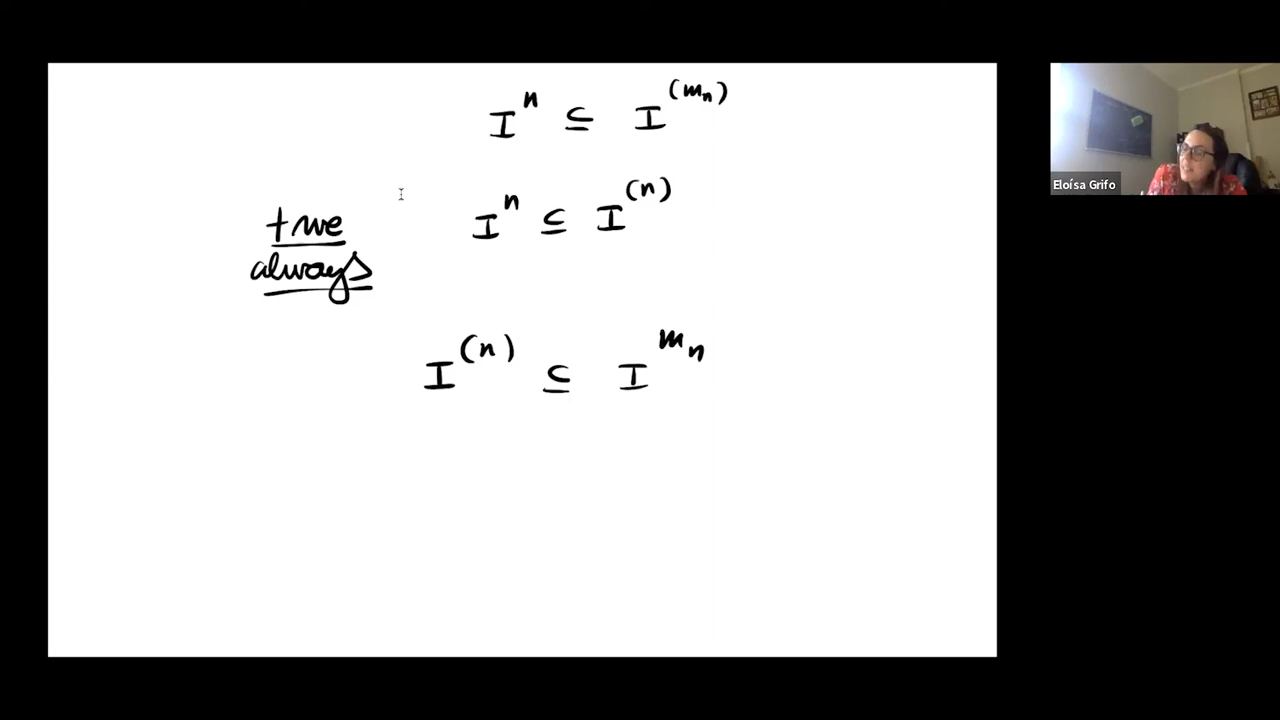 I^n ⊆ I^(m_n)
true always
I^n ⊆ I^(n)
I^(n) ⊆ I^m_n
Eloísa Grifo